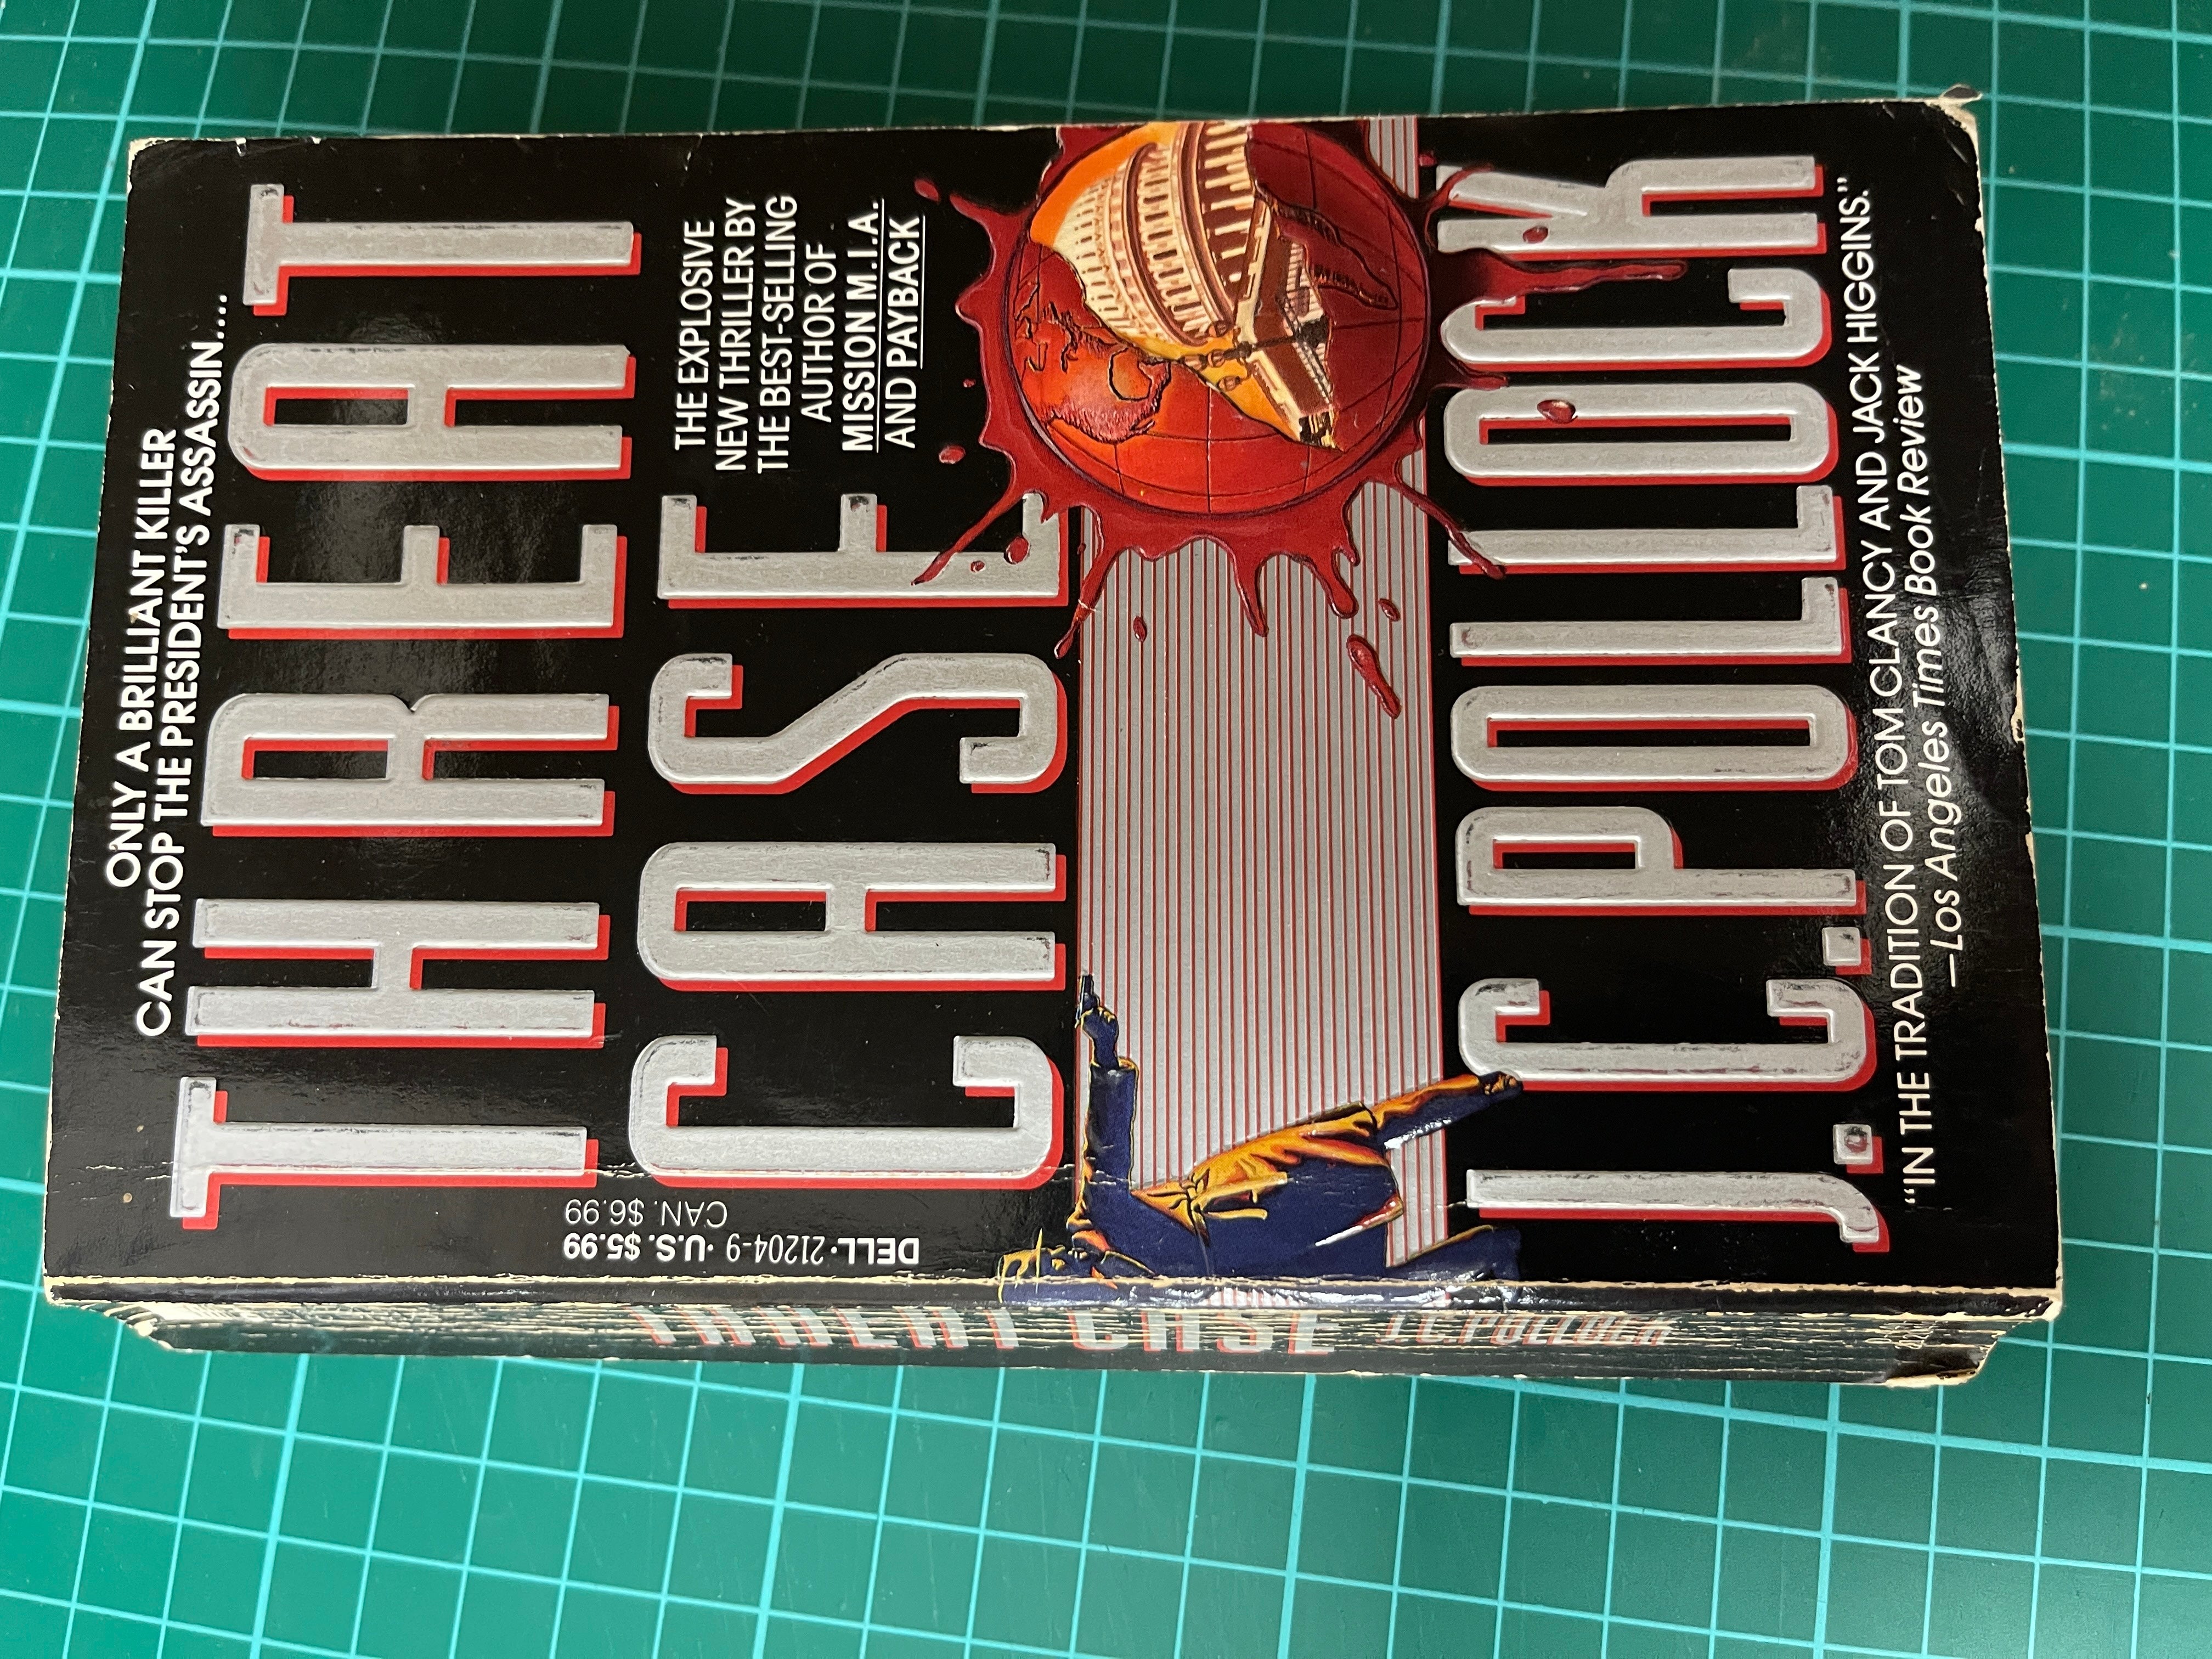 ONLY A BRILLIANT KILLER
CAN STOP THE PRESIDENT'S ASSASSIN....
THREAT
CASE
THE EXPLOSIVE
NEW THRILLER BY
THE BEST-SELLING
AUTHOR OF
MISSION M.I.A.
AND PAYBACK
DELL • 21204-9 • U.S. $5.99
CAN. $6.99
J.C. POLLOCK
"IN THE TRADITION OF TOM CLANCY AND JACK HIGGINS."
—Los Angeles Times Book Review
THREAT CASE J.C. POLLOCK